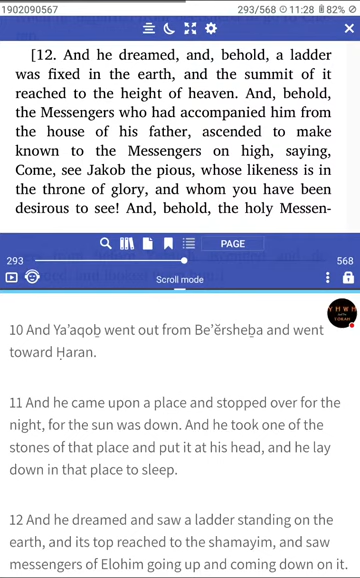 1902090567 293/568 11:28 82%
[12. And he dreamed, and, behold, a ladder
was fixed in the earth, and the summit of it
reached to the height of heaven. And, behold,
the Messengers who had accompanied him from
the house of his father, ascended to make
known to the Messengers on high, saying,
Come, see Jakob the pious, whose likeness is in
the throne of glory, and whom you have been
desirous to see! And, behold, the holy Messen-
PAGE
293 568
Scroll mode
10 And Ya’aqoḇ went out from Be’ĕrsheḇa and went
toward Ḥaran.
11 And he came upon a place and stopped over for the
night, for the sun was down. And he took one of the
stones of that place and put it at his head, and he lay
down in that place to sleep.
12 And he dreamed and saw a ladder standing on the
earth, and its top reached to the shamayim, and saw
messengers of Elohim going up and coming down on it.